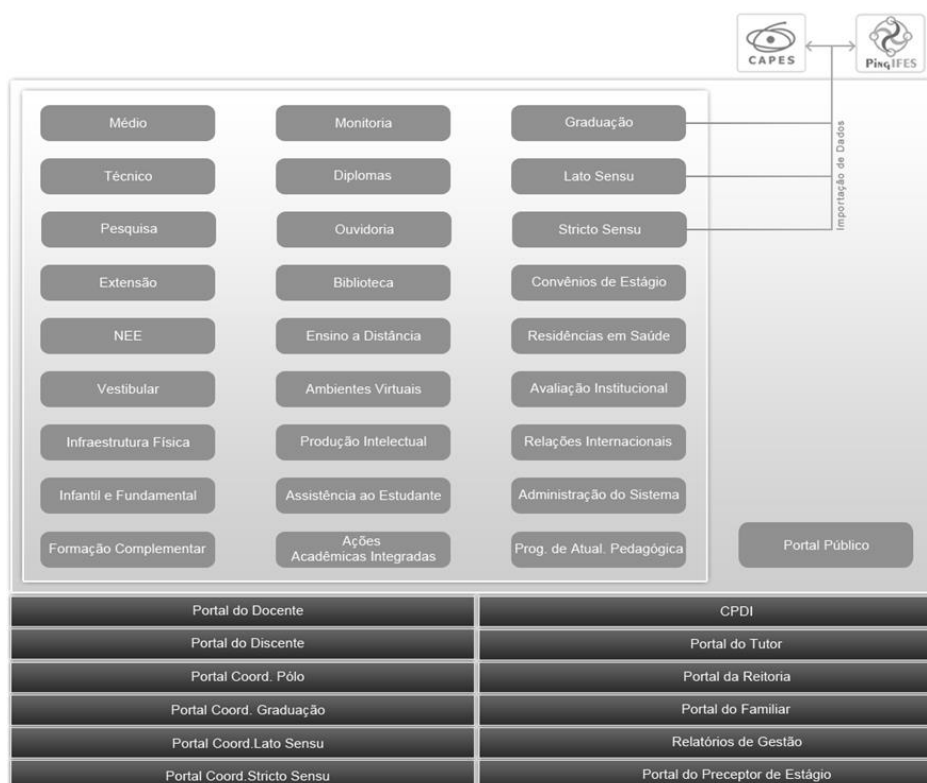 CAPES
PingIFES
Importação de Dados
Médio
Monitoria
Graduação
Técnico
Diplomas
Lato Sensu
Pesquisa
Ouvidoria
Stricto Sensu
Extensão
Biblioteca
Convênios de Estágio
NEE
Ensino a Distância
Residências em Saúde
Vestibular
Ambientes Virtuais
Avaliação Institucional
Infraestrutura Física
Produção Intelectual
Relações Internacionais
Infantil e Fundamental
Assistência ao Estudante
Administração do Sistema
Formação Complementar
Ações
Acadêmicas Integradas
Prog. de Atual. Pedagógica
Portal Público
Portal do Docente
CPDI
Portal do Discente
Portal do Tutor
Portal Coord. Pólo
Portal da Reitoria
Portal Coord. Graduação
Portal do Familiar
Portal Coord.Lato Sensu
Relatórios de Gestão
Portal Coord.Stricto Sensu
Portal do Preceptor de Estágio